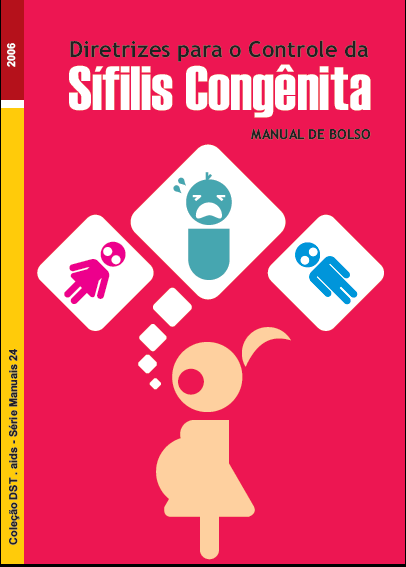 2006
Diretrizes para o Controle da
Sífilis Congênita
MANUAL DE BOLSO
Coleção DST . aids - Série Manuais 24